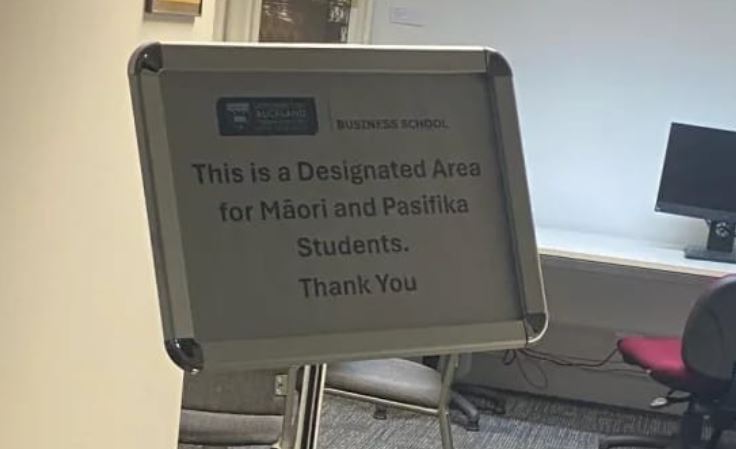 AUCKLAND
BUSINESS SCHOOL
This is a Designated Area
for Māori and Pasifika
Students.
Thank You